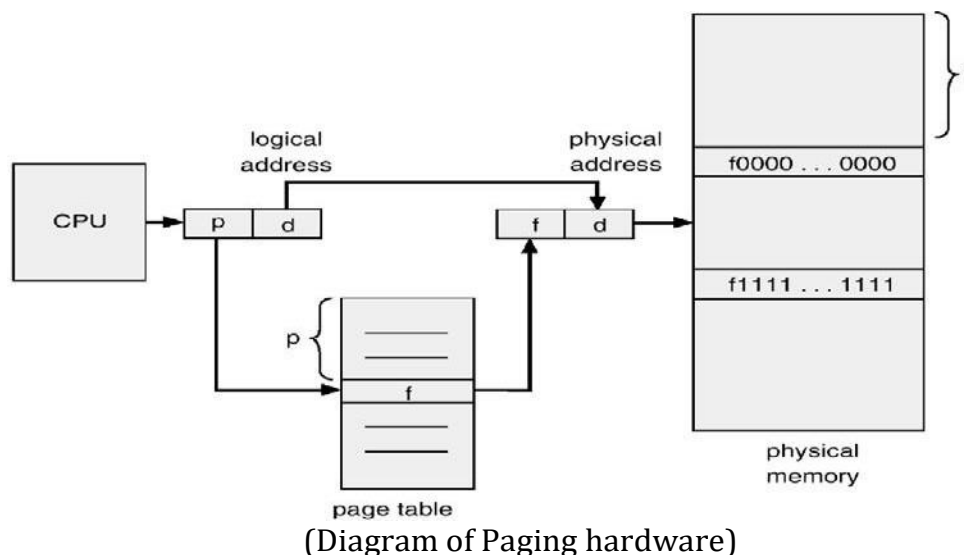 logical
address
physical
address
f0000 . . . 0000
CPU
p
d
f
d
f1111 . . . 1111
p
f
physical
memory
page table
(Diagram of Paging hardware)